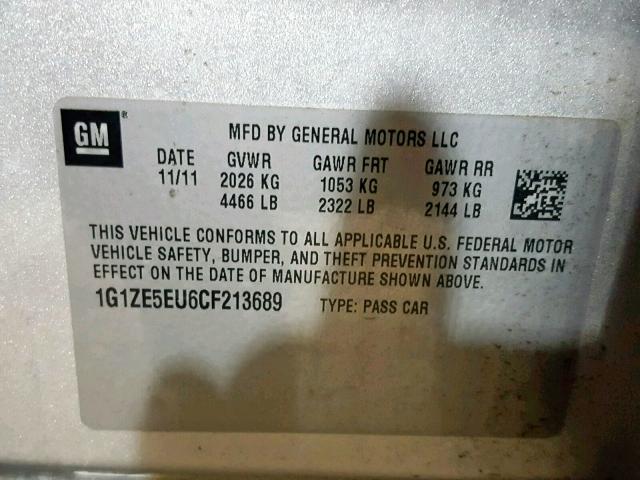 GM®
MFD BY GENERAL MOTORS LLC
DATE GVWR GAWR FRT GAWR RR
11/11 2026 KG 1053 KG 973 KG
4466 LB 2322 LB 2144 LB
THIS VEHICLE CONFORMS TO ALL APPLICABLE U.S. FEDERAL MOTOR
VEHICLE SAFETY, BUMPER, AND THEFT PREVENTION STANDARDS IN
EFFECT ON THE DATE OF MANUFACTURE SHOWN ABOVE.
1G1ZE5EU6CF213689 TYPE: PASS CAR